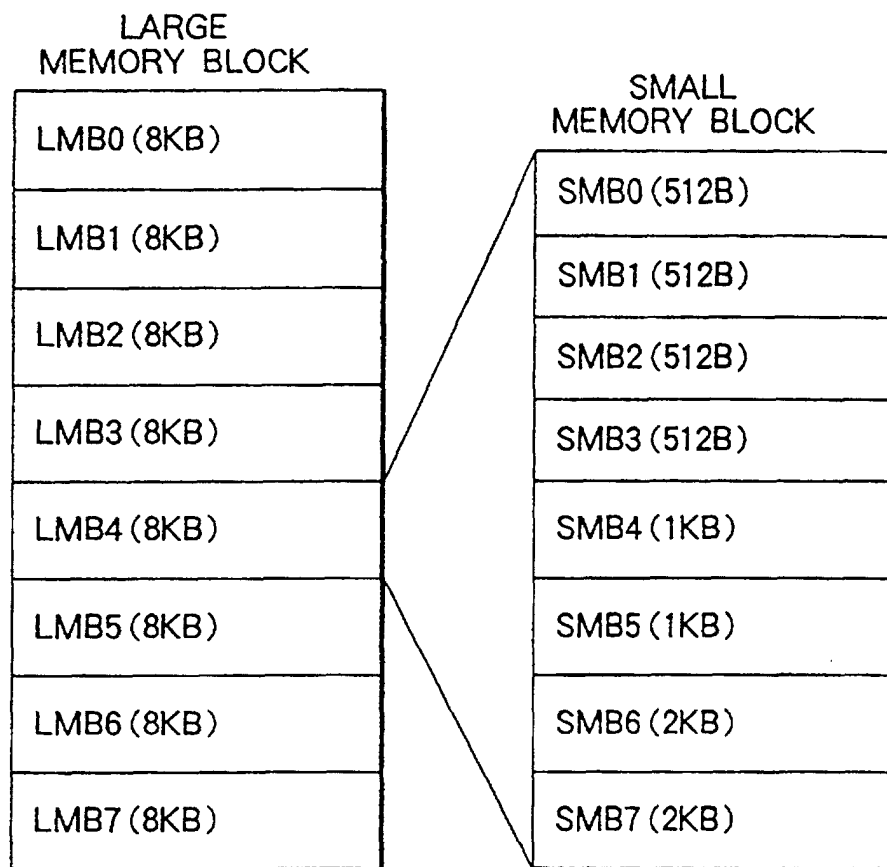 LARGE
MEMORY BLOCK
LMB0(8KB)
LMB1(8KB)
LMB2(8KB)
LMB3(8KB)
LMB4(8KB)
LMB5(8KB)
LMB6(8KB)
LMB7(8KB)
SMALL
MEMORY BLOCK
SMB0(512B)
SMB1(512B)
SMB2(512B)
SMB3(512B)
SMB4(1KB)
SMB5(1KB)
SMB6(2KB)
SMB7(2KB)